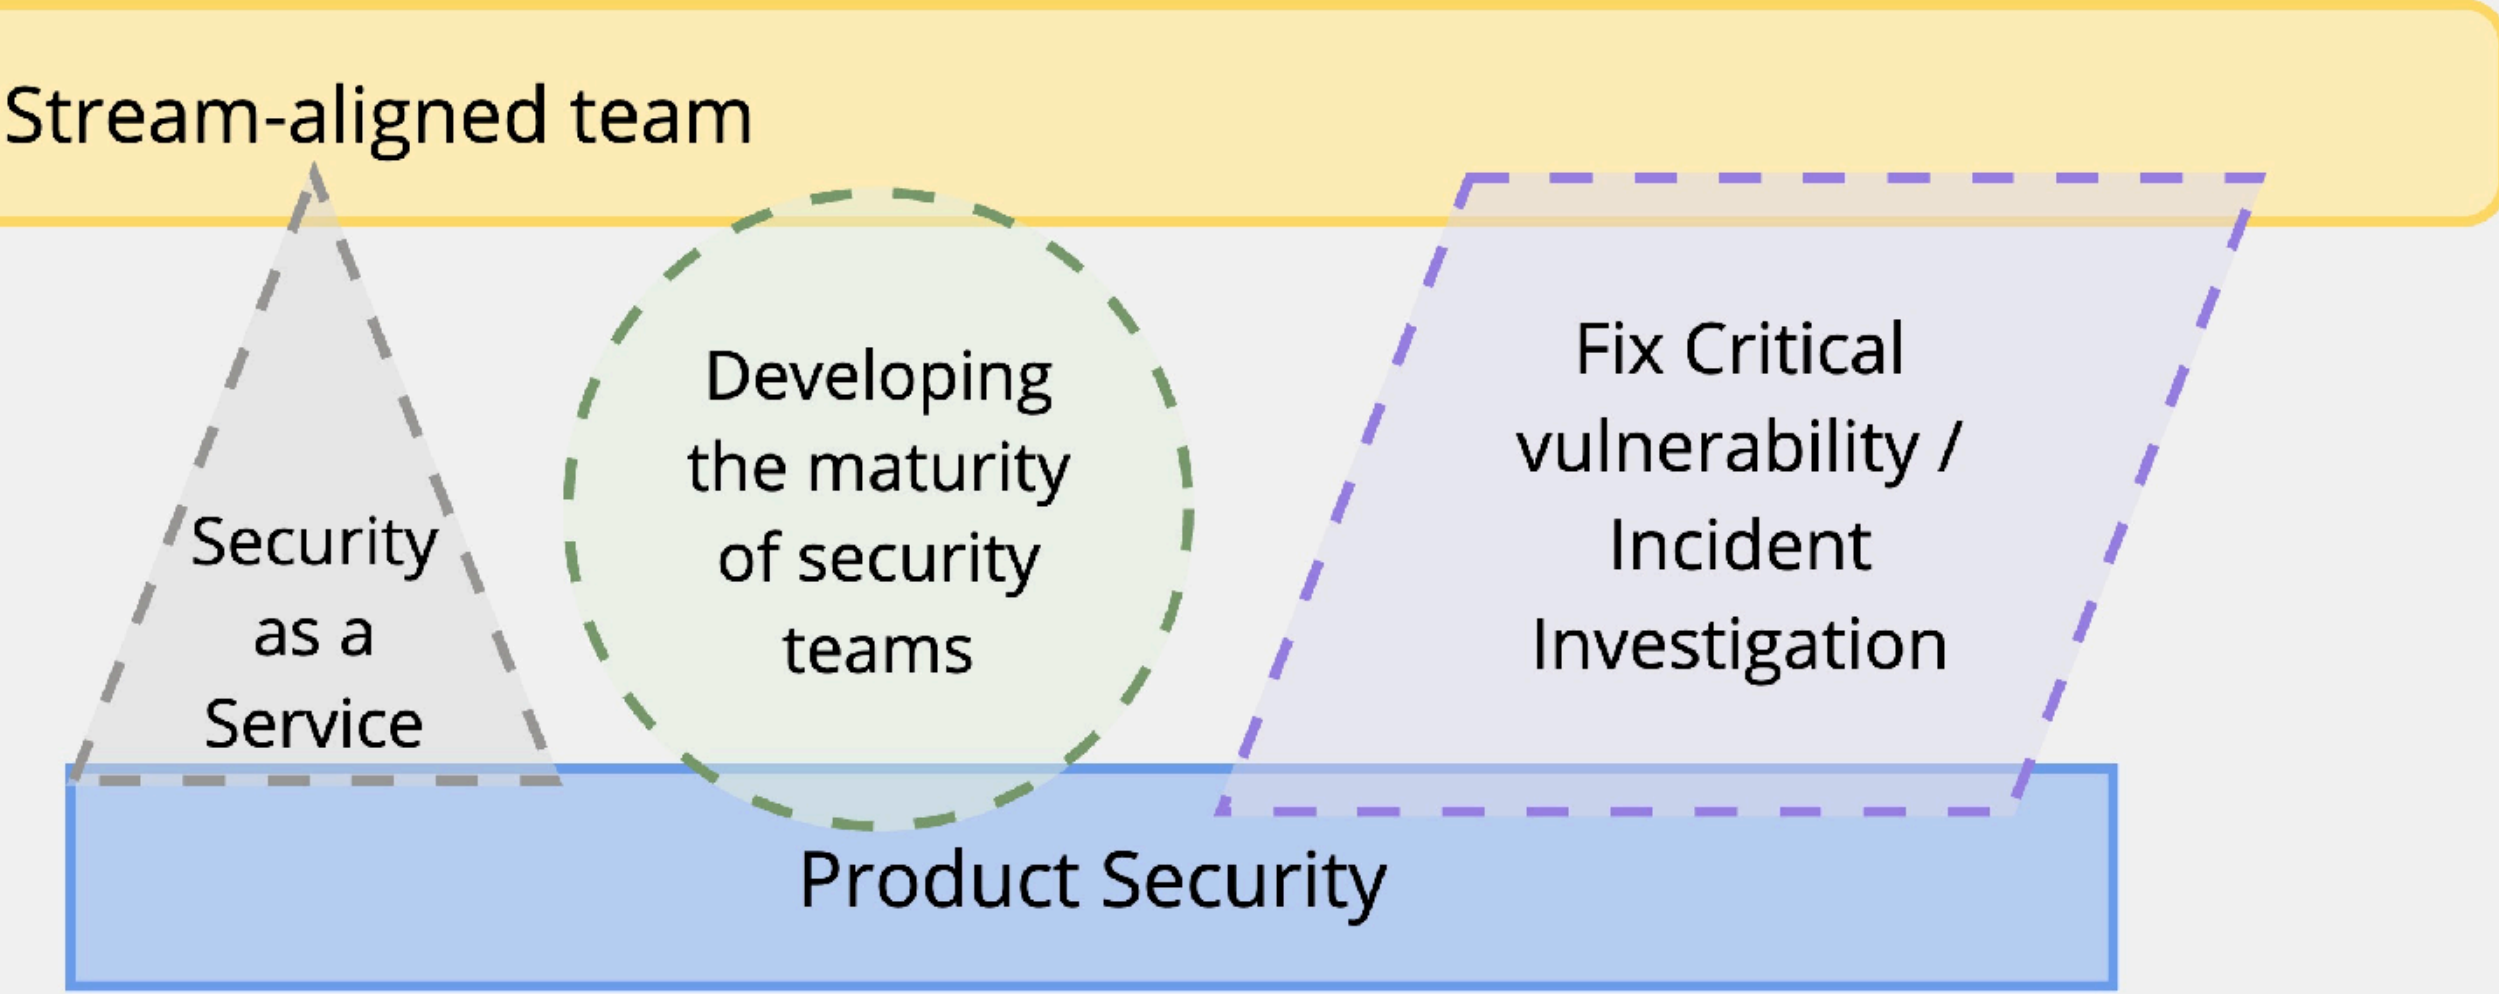 Stream-aligned team
Security
as a
Service
Developing
the maturity
of security
teams
Fix Critical
vulnerability /
Incident
Investigation
Product Security